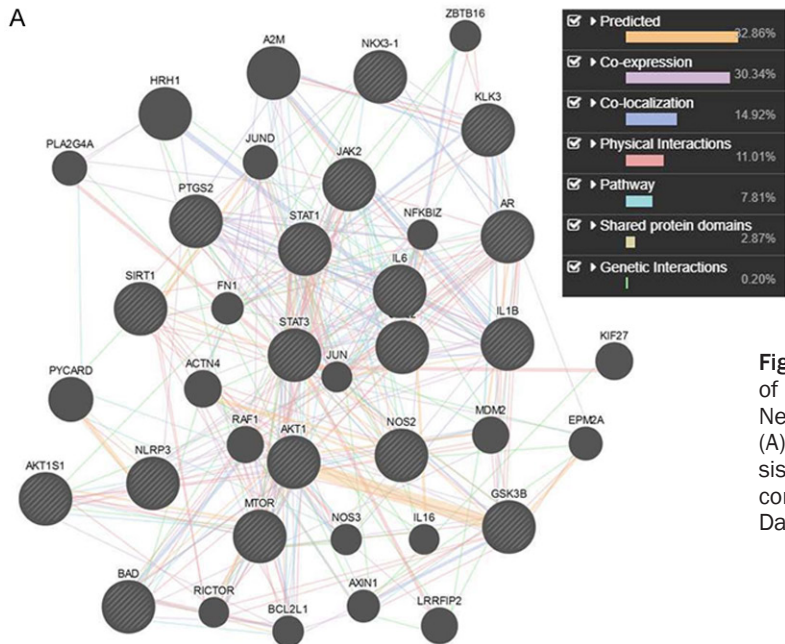 A
ZBTB16
A2M
NKX3-1
HRH1
KLK3
JUND
PLA2G4A
JAK2
PTGS2
NFKBIZ
AR
STAT1
IL6
SIRT1
FN1
IL1B
STAT3
KIF27
JUN
PYCARD
ACTN4
RAF1
AKT1
NOS2
MDM2
EPM2A
NLRP3
AKT1S1
GSK3B
MTOR
NOS3
IL16
BAD
RICTOR
AXIN1
BCL2L1
LRRFIP2
Predicted
32.86%
Co-expression
30.34%
Co-localization
14.92%
Physical Interactions
11.01%
Pathway
7.81%
Shared protein domains
2.87%
Genetic Interactions
0.20%
Fig
of
Ne
(A)
sis
cor
Da